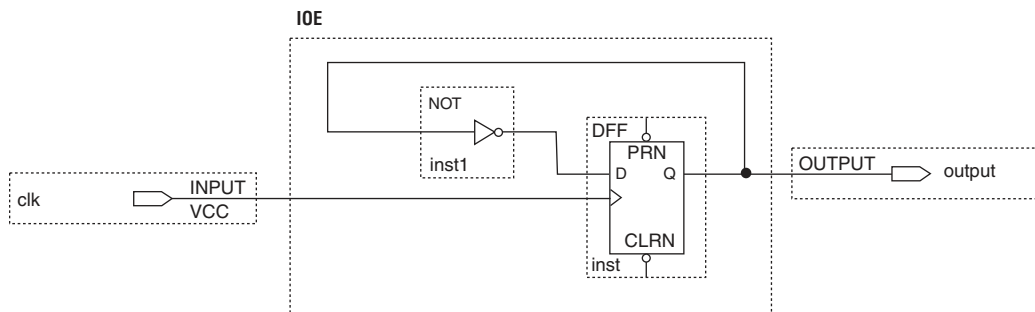 IOE
NOT
inst1
DFF
PRN
D Q
CLRN
inst
clk
INPUT
VCC
OUTPUT
output